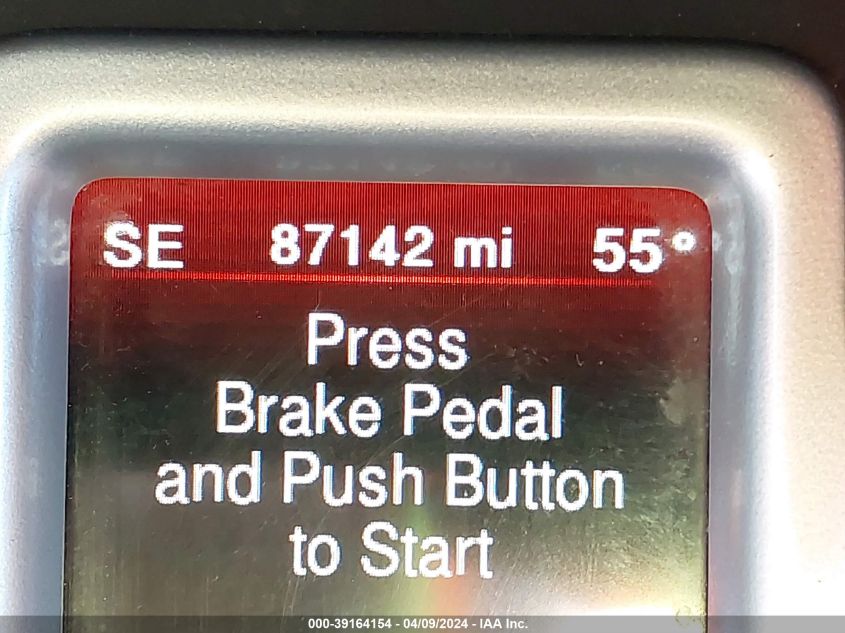 SE 87142 mi 55°
Press
Brake Pedal
and Push Button
to Start
000-39164154 - 04/09/2024 - IAA Inc.